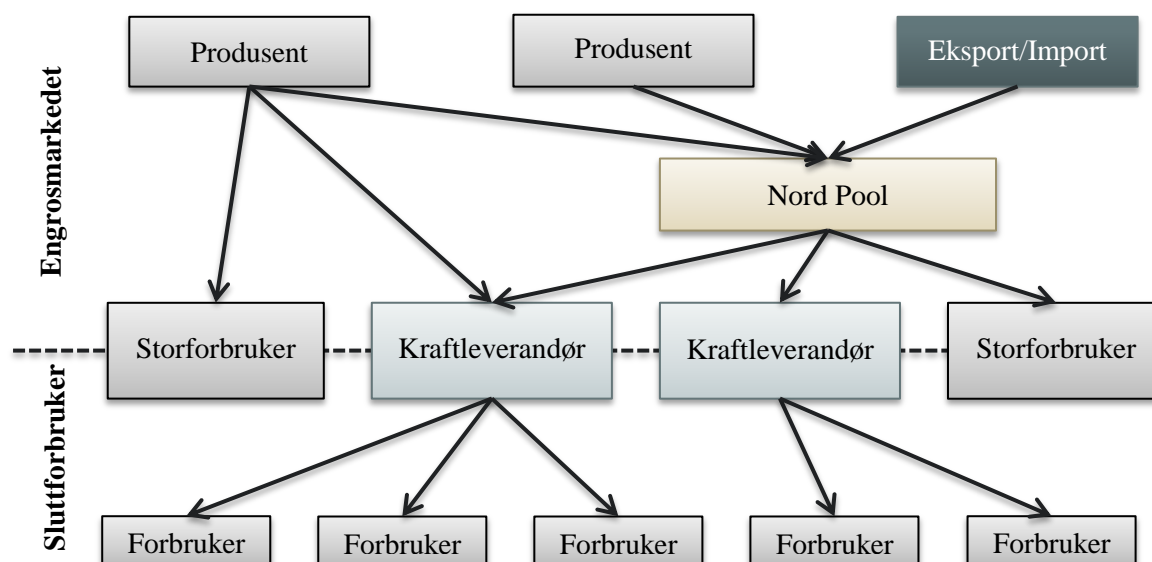 Engrosmarkedet
Produsent
Produsent
Eksport/Import
Nord Pool
Storforbruker
Kraftleverandør
Kraftleverandør
Storforbruker
Sluttforbruker
Forbruker
Forbruker
Forbruker
Forbruker
Forbruker